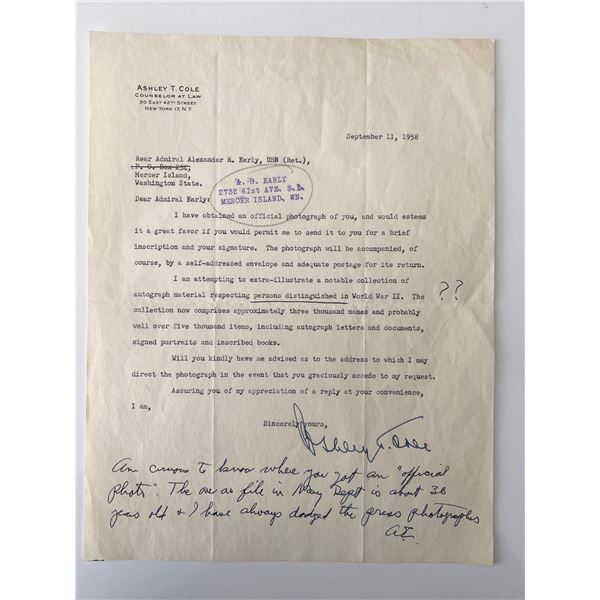 ASHLEY T. COLE
COUNSELOR AT LAW
30 EAST 42ND STREET
NEW YORK 17, N.Y.
September 11, 1958
Rear Admiral Alexander R. Early, USN (Ret.),
P. O. Box 254,
Mercer Island,
Washington State.
A. R. EARLY
2732 61st AVE. S.E.
MERCER ISLAND, WN.
Dear Admiral Early:
I have obtained an official photograph of you, and would esteem
it a great favor if you would permit me to send it to you for a brief
inscription and your signature. The photograph will be accompanied, of
course, by a self-addressed envelope and adequate postage for its return.
I am attempting to extra-illustrate a notable collection of
autograph material respecting persons distinguished in World War II. The
??
collection now comprises approximately three thousand names and probably
well over five thousand items, including autograph letters and documents,
signed portraits and inscribed books.
Will you kindly have me advised as to the address to which I may
direct the photograph in the event that you graciously accede to my request.
Assuring you of my appreciation of a reply at your convenience,
I am,
Sincerely yours,
Ashley T. Cole
Am curious to know where you got an "official
photo". The one on file in Navy Dept is about 38
years old & I have always dodged the press photographers